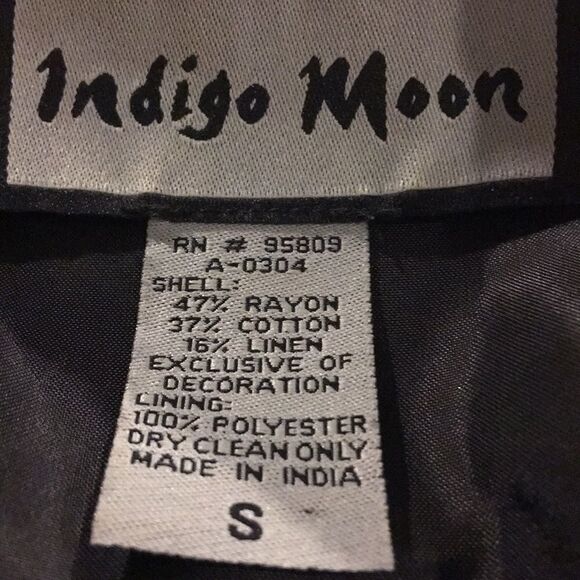 Indigo Moon
RN # 95809
A-0304
SHELL:
47% RAYON
37% COTTON
16% LINEN
EXCLUSIVE OF
DECORATION
LINING:
100% POLYESTER
DRY CLEAN ONLY
MADE IN INDIA
S